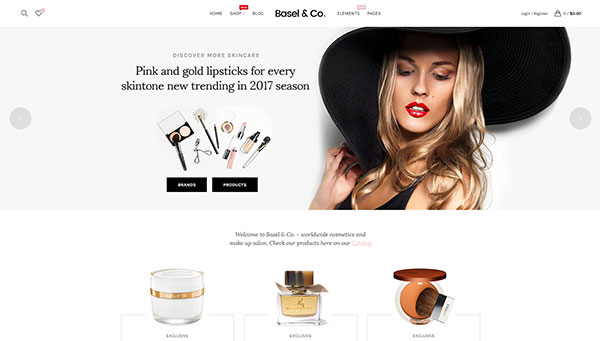 HOME SHOP BLOG Basel & Co. ELEMENTS PAGES Login / Register 0 / $0.00
DISCOVER MORE SKINCARE
Pink and gold lipsticks for every
skintone new trending in 2017 season
BRANDS PRODUCTS
Welcome to Basel & Co. – worldwide cosmetics and
make up salon. Check our products here on our Catalog
EXCLUSIVE EXCLUSIVE EXCLUSIVE